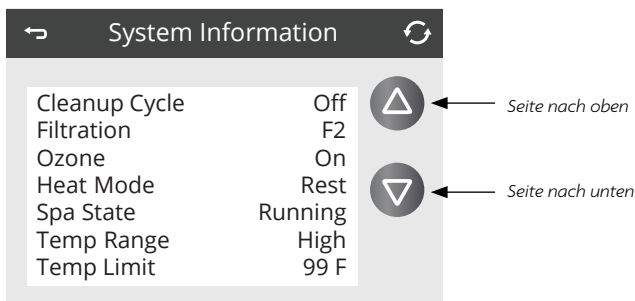 System Information
Cleanup Cycle Off
Filtration F2
Ozone On
Heat Mode Rest
Spa State Running
Temp Range High
Temp Limit 99 F
Seite nach oben
Seite nach unten